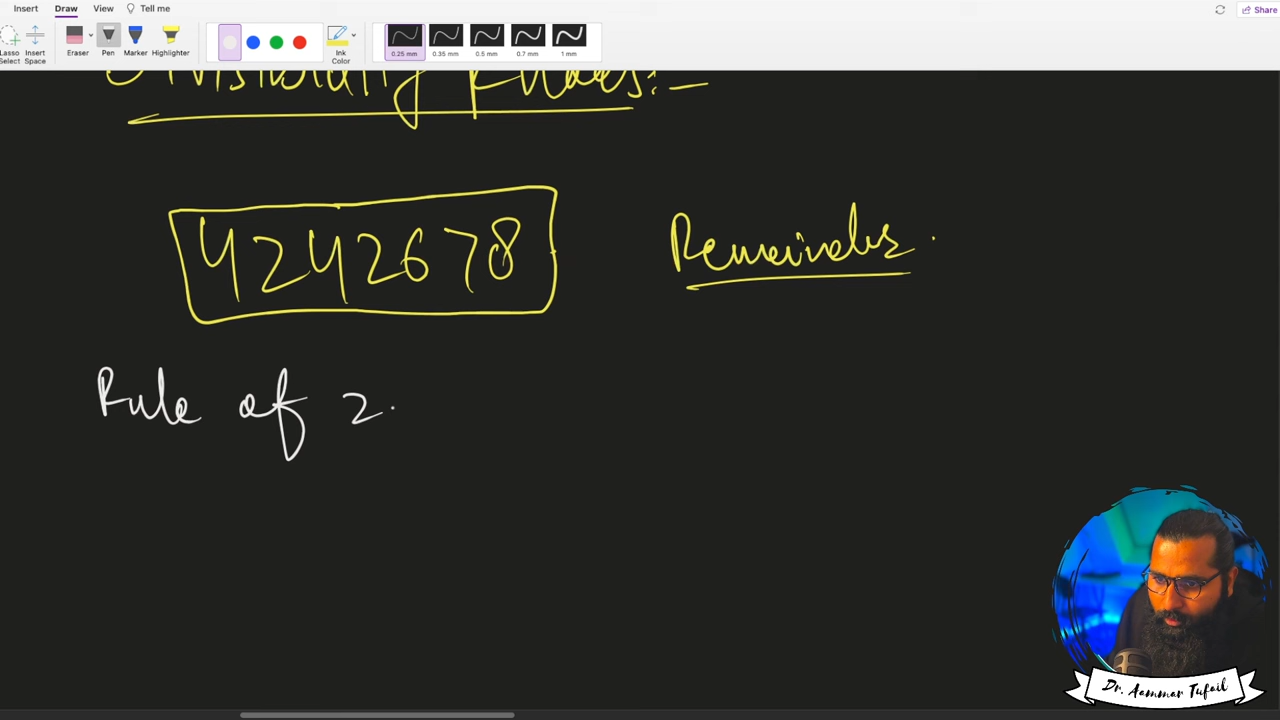 Insert Draw View Tell me
Share
Lasso Select
Insert Space
Eraser
Pen
Marker
Highlighter
Ink Color
0.25 mm
0.35 mm
0.5 mm
0.7 mm
1 mm
4242678
Remainder.
Rule of 2.
Dr. Aammar Tufail